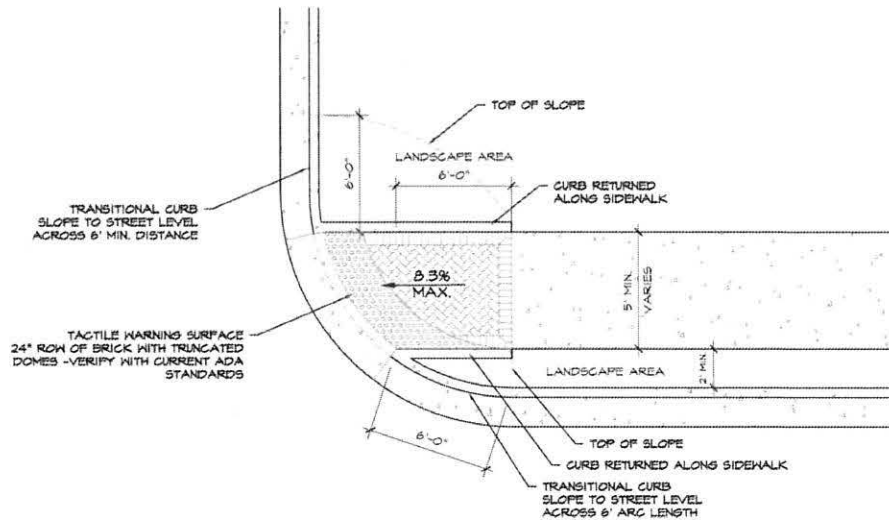 TOP OF SLOPE
LANDSCAPE AREA
6'-0"
6'-0"
CURB RETURNED
ALONG SIDEWALK
TRANSITIONAL CURB
SLOPE TO STREET LEVEL
ACROSS 6' MIN. DISTANCE
8.3%
MAX.
5' MIN.
VARIES
TACTILE WARNING SURFACE
24" ROW OF BRICK WITH TRUNCATED
DOMES -VERIFY WITH CURRENT ADA
STANDARDS
LANDSCAPE AREA
2' MIN.
6'-0"
TOP OF SLOPE
CURB RETURNED ALONG SIDEWALK
TRANSITIONAL CURB
SLOPE TO STREET LEVEL
ACROSS 6' ARC LENGTH